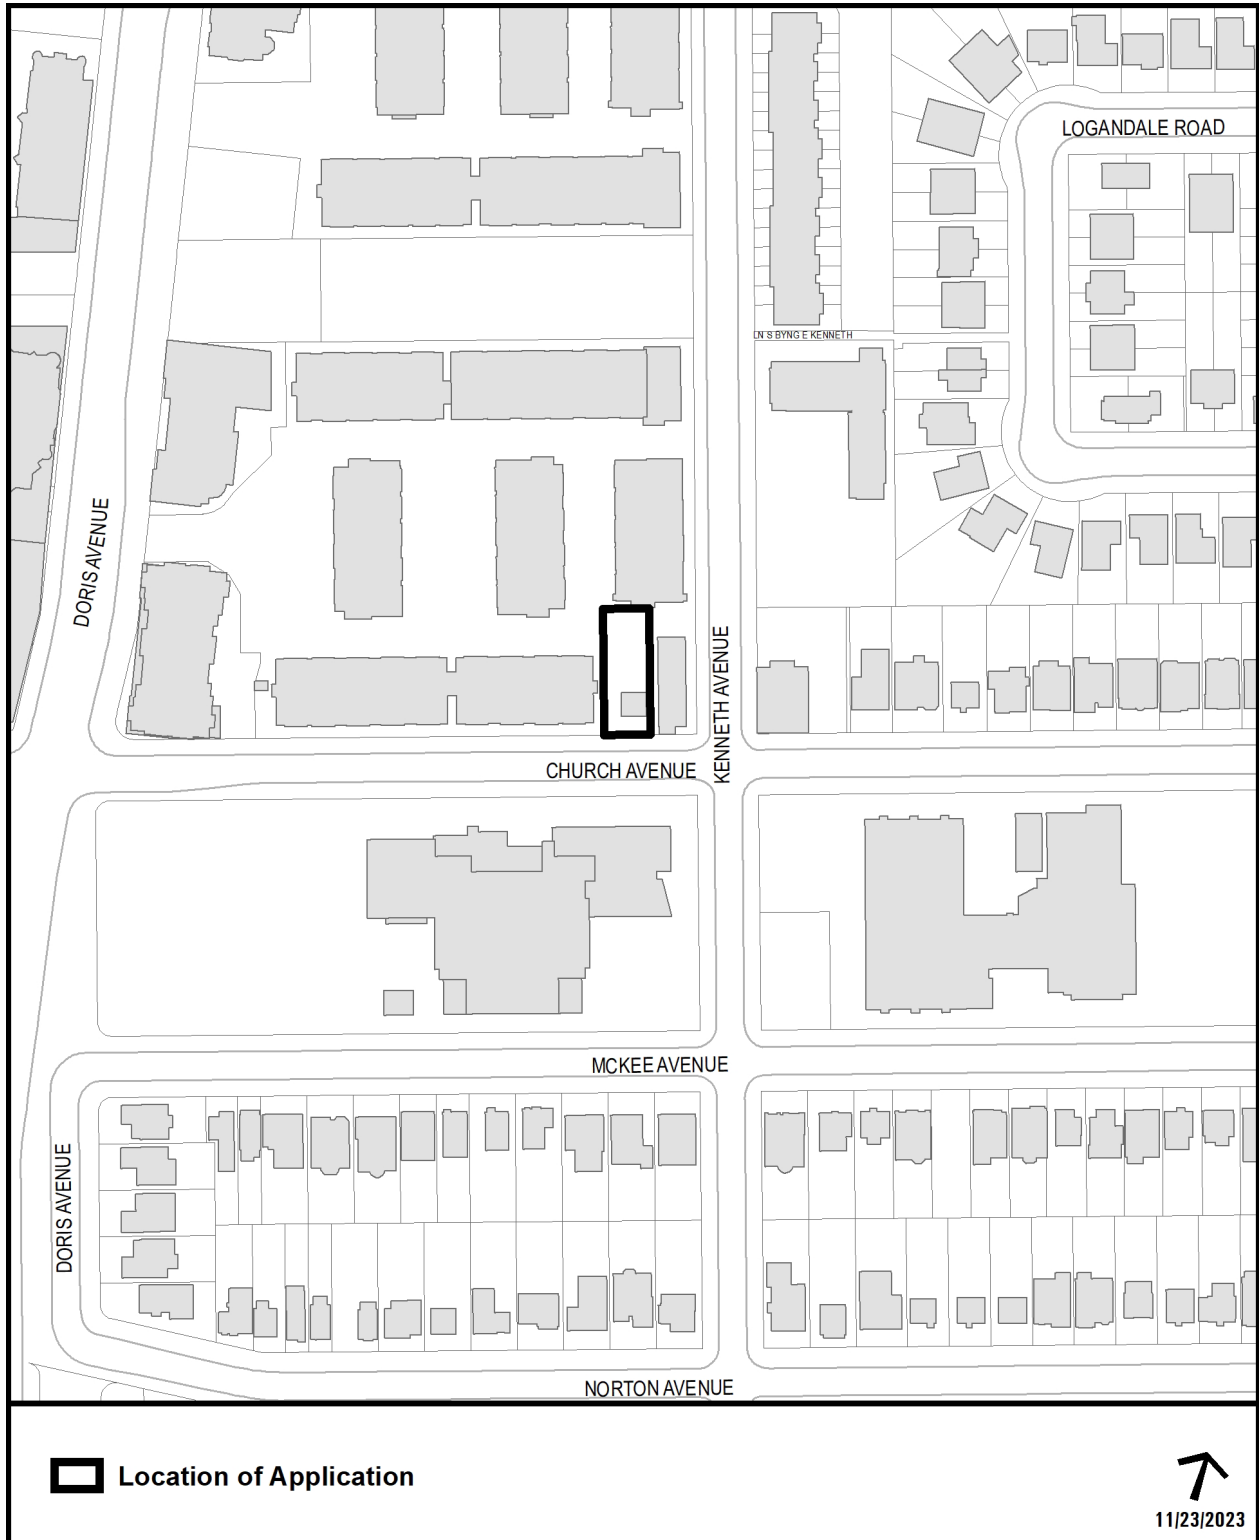 LOGANDALE ROAD
LN S BYNG E KENNETH
DORIS AVENUE
KENNETH AVENUE
CHURCH AVENUE
MCKEE AVENUE
DORIS AVENUE
NORTON AVENUE
Location of Application
11/23/2023